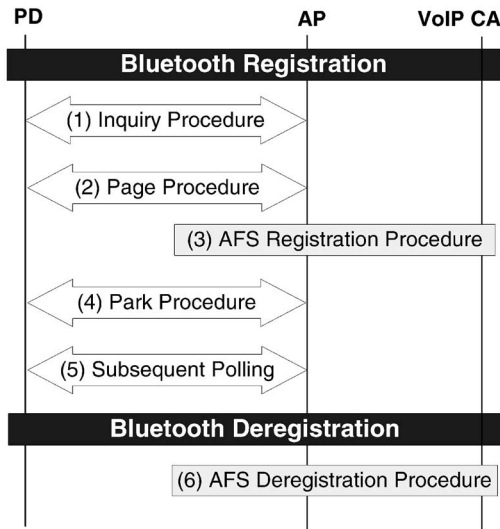 PD AP VoIP CA
Bluetooth Registration
(1) Inquiry Procedure
(2) Page Procedure
(3) AFS Registration Procedure
(4) Park Procedure
(5) Subsequent Polling
Bluetooth Deregistration
(6) AFS Deregistration Procedure